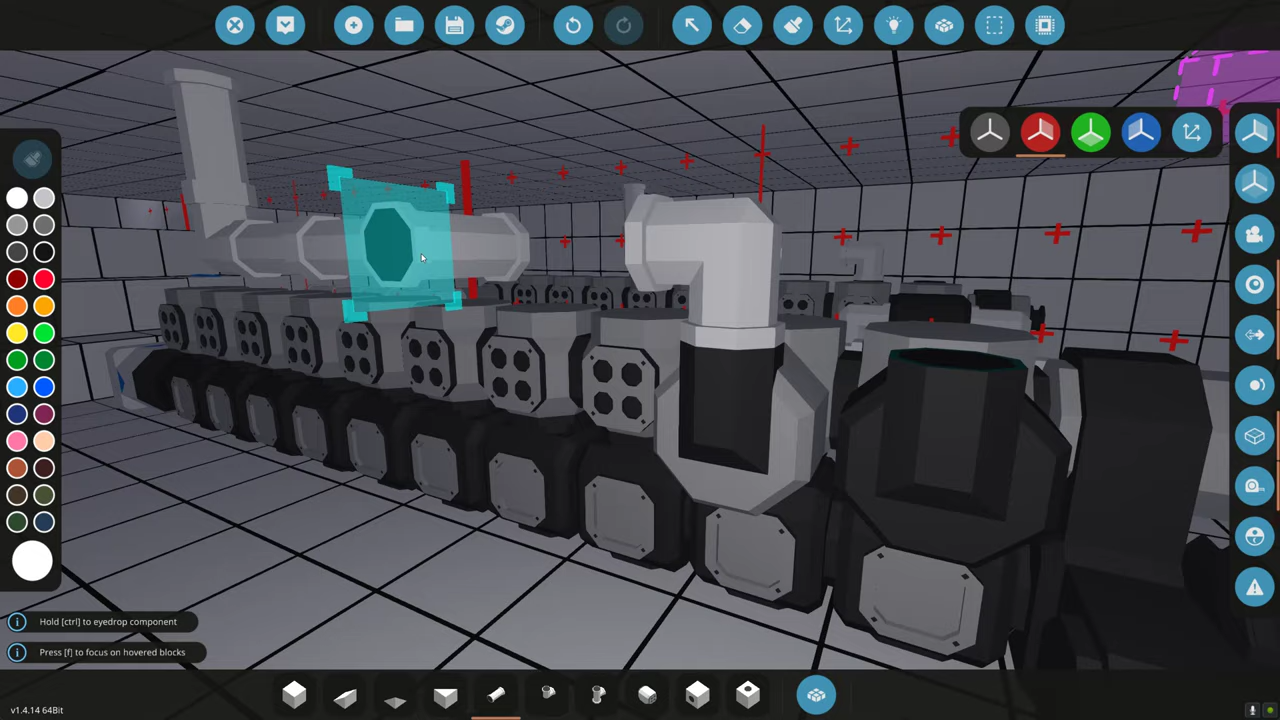 Hold [ctrl] to eyedrop component
Press [f] to focus on hovered blocks
v1.4.14 64Bit